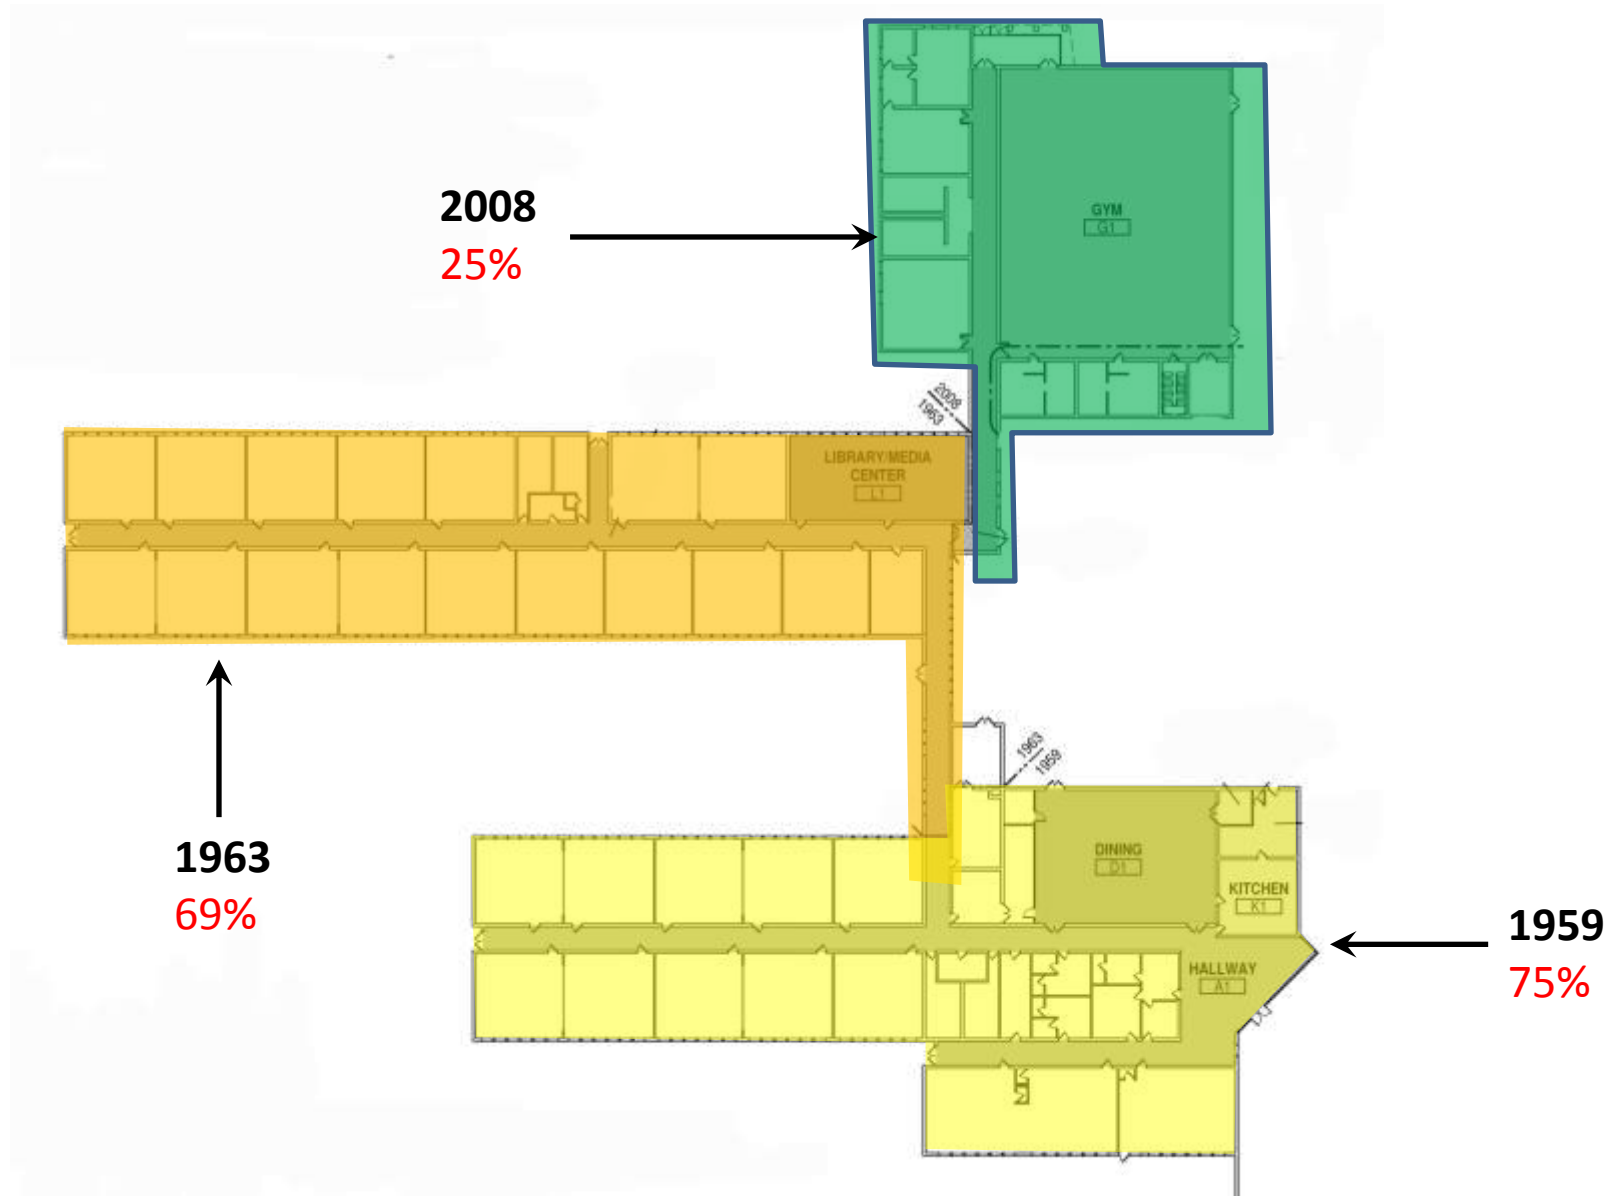 2008
25%
GYM
G1
2008
1963
LIBRARY/MEDIA
CENTER
L1
1963
1959
1963
69%
DINING
D1
KITCHEN
K1
1959
75%
HALLWAY
A1